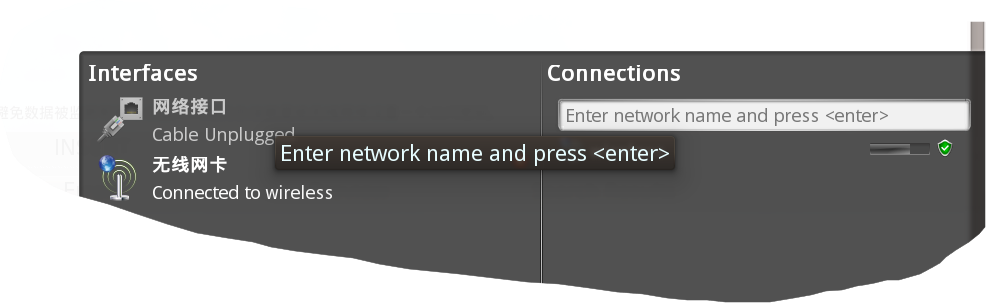 Interfaces
网络接口
Cable Unplugged
无线网卡
Connected to wireless
Connections
Enter network name and press <enter>
Enter network name and press <enter>